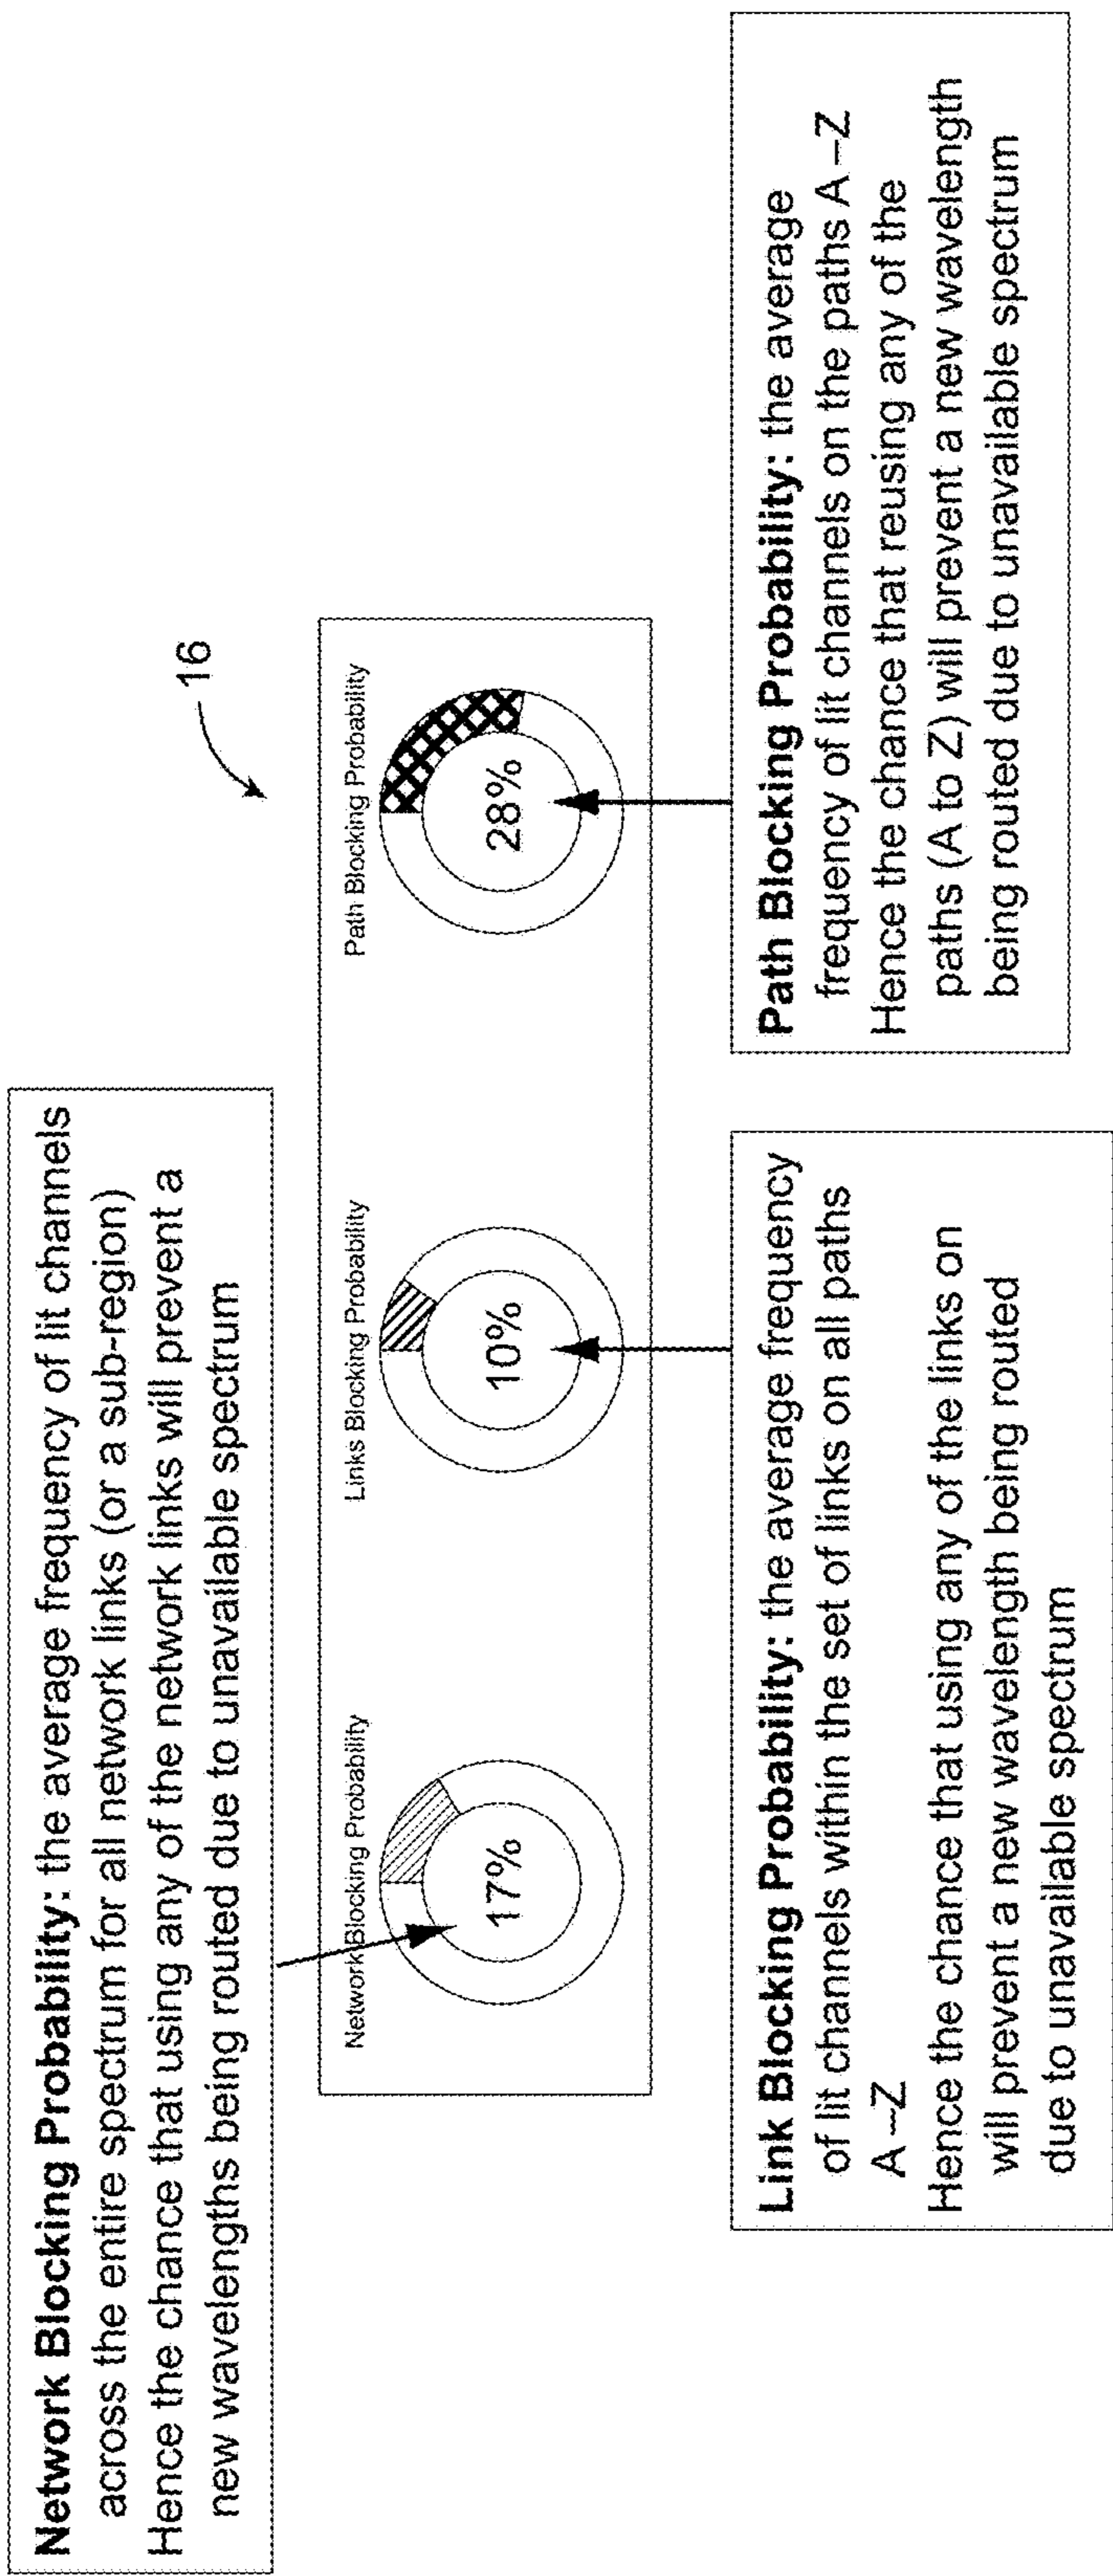 Network Blocking Probability: the average frequency of lit channels
across the entire spectrum for all network links (or a sub-region)
Hence the chance that using any of the network links will prevent a
new wavelengths being routed due to unavailable spectrum
16
Network Blocking Probability
17%
Links Blocking Probability
10%
Path Blocking Probability
28%
Link Blocking Probability: the average frequency
of lit channels within the set of links on all paths
A –Z
Hence the chance that using any of the links on
will prevent a new wavelength being routed
due to unavailable spectrum
Path Blocking Probability: the average
frequency of lit channels on the paths A –Z
Hence the chance that reusing any of the
paths (A to Z) will prevent a new wavelength
being routed due to unavailable spectrum